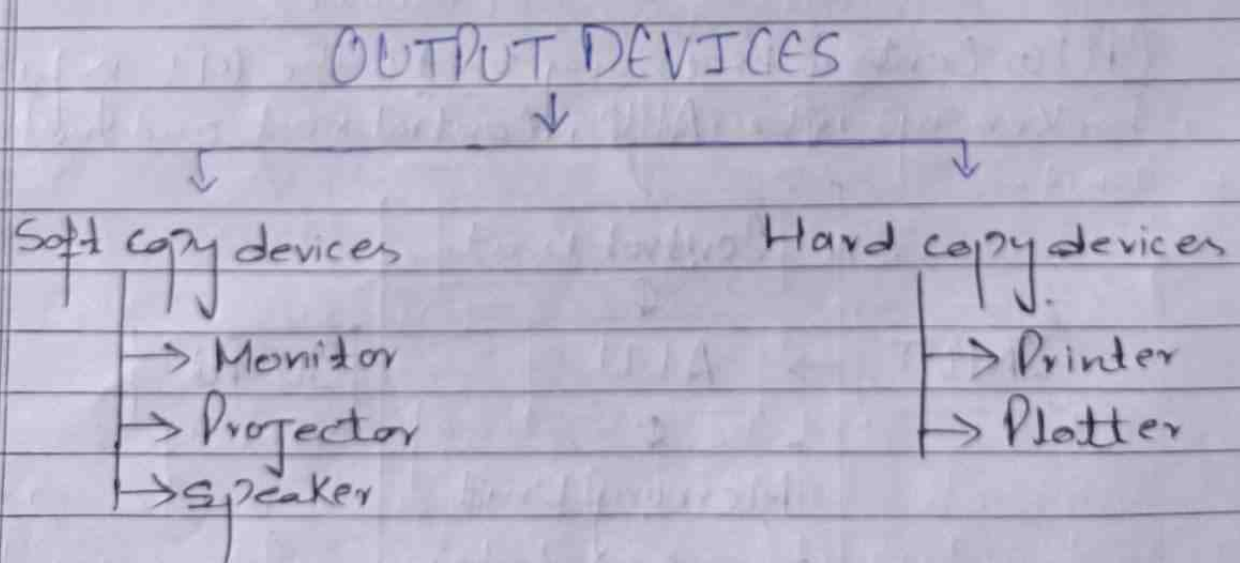 OUTPUT DEVICES
Soft copy devices Hard copy devices
Monitor Printer
Projector Plotter
Speaker